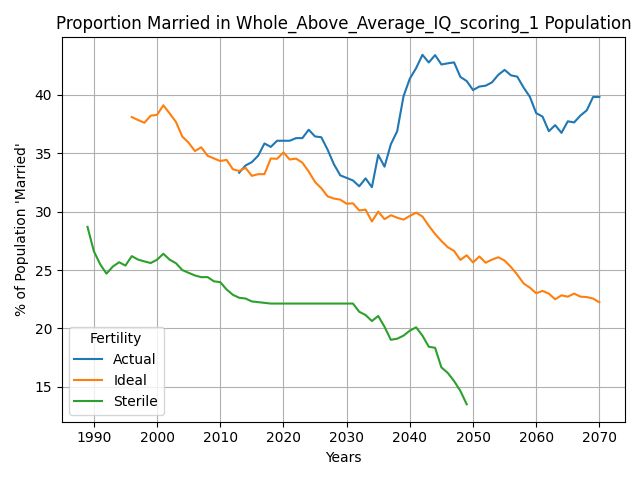 Proportion Married in Whole_Above_Average_IQ_scoring_1 Population
% of Population 'Married'
40
35
30
25
20
15
Fertility
Actual
Ideal
Sterile
1990 2000 2010 2020 2030 2040 2050 2060 2070
Years